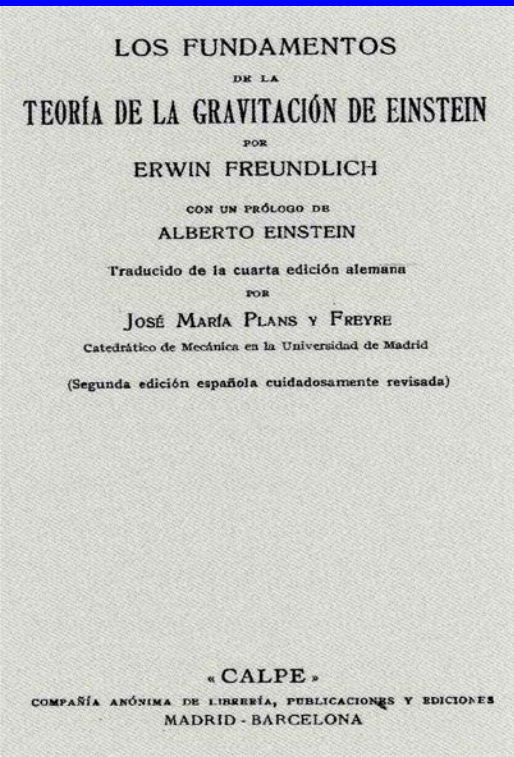 LOS FUNDAMENTOS
DE LA
TEORÍA DE LA GRAVITACIÓN DE EINSTEIN
POR
ERWIN FREUNDLICH
CON UN PRÓLOGO DE
ALBERTO EINSTEIN
Traducido de la cuarta edición alemana
POR
JOSÉ MARÍA PLANS Y FREYRE
Catedrático de Mecánica en la Universidad de Madrid
(Segunda edición española cuidadosamente revisada)
« CALPE »
COMPAÑÍA ANÓNIMA DE LIBRERÍA, PUBLICACIONES Y EDICIONES
MADRID - BARCELONA